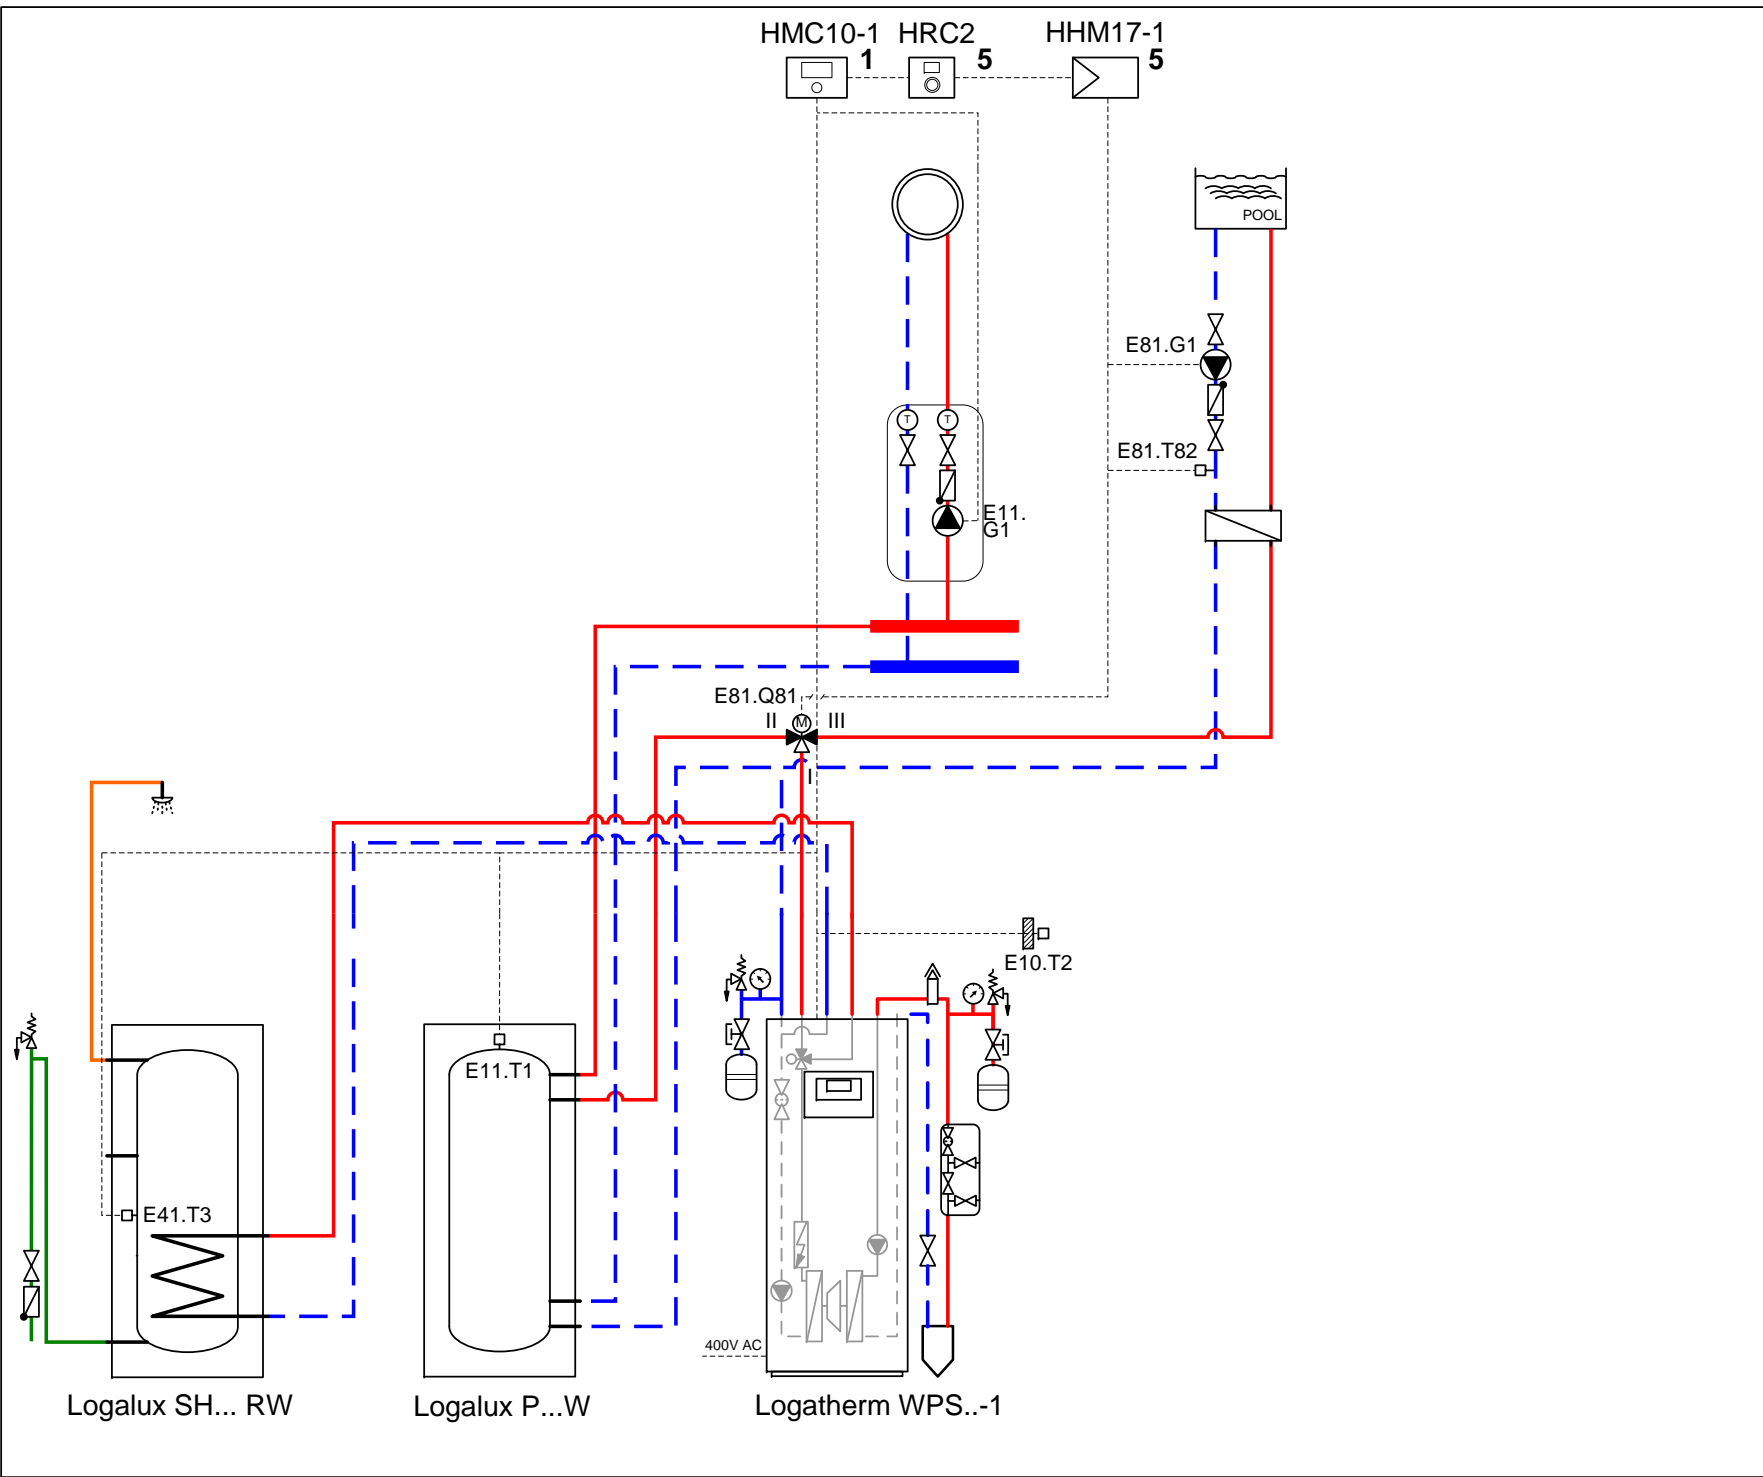 HMC10-1 HRC2 HHM17-1
1 5 5
POOL
E81.G1
T T
E81.T82
E11.
G1
E81.Q81
II M III
I
E10.T2
E11.T1
E41.T3
400V AC
Logalux SH... RW
Logalux P...W
Logatherm WPS..-1